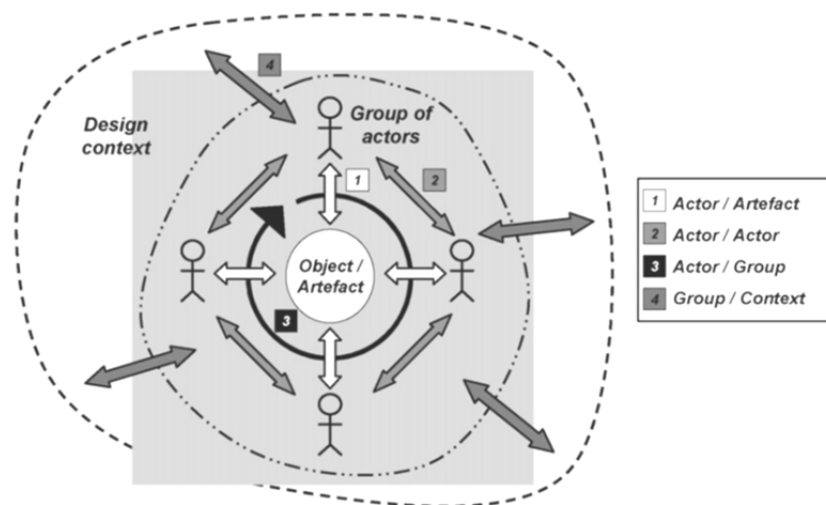 4
Design
context
Group of
actors
1
2
Object /
Artefact
3
1 Actor / Artefact
2 Actor / Actor
3 Actor / Group
4 Group / Context